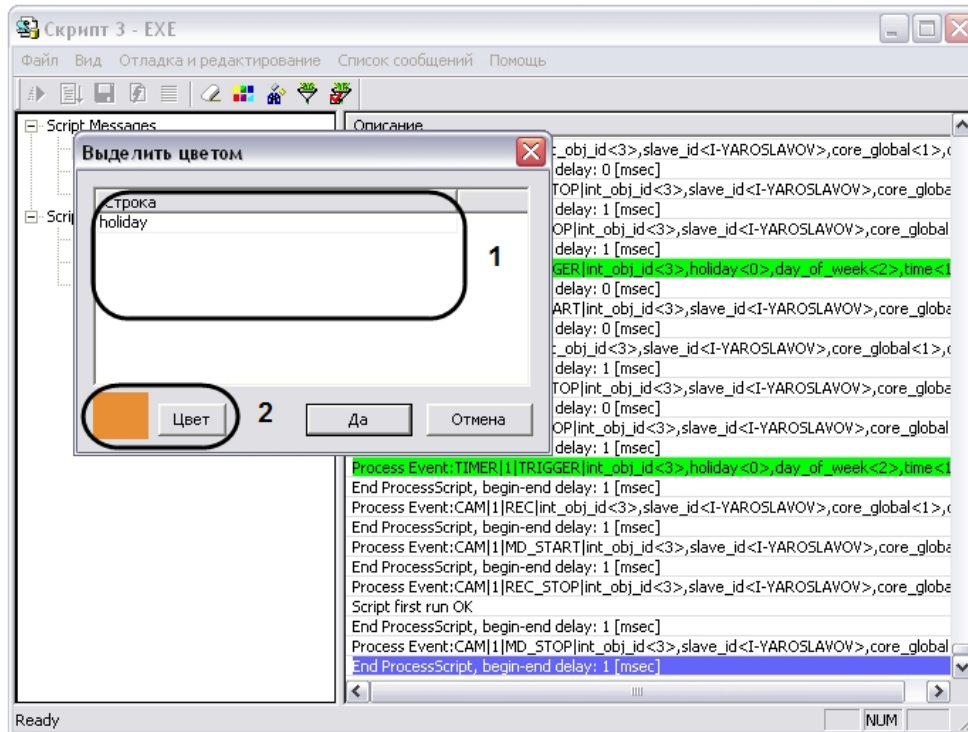 Скрипт 3 - EXE
Файл Вид Отладка и редактирование Список сообщений Помощь
Script Messages
Описание
Выделить цветом
Строка
holiday
1
2
Цвет
Да
Отмена
_obj_id<3>,slave_id<I-YAROSLAVOV>,core_global<1>,
delay: 0 [msec]
TOP|int_obj_id<3>,slave_id<I-YAROSLAVOV>,core_globa
delay: 1 [msec]
OP|int_obj_id<3>,slave_id<I-YAROSLAVOV>,core_global
delay: 1 [msec]
GER|int_obj_id<3>,holiday<0>,day_of_week<2>,time<1
delay: 0 [msec]
ART|int_obj_id<3>,slave_id<I-YAROSLAVOV>,core_globa
delay: 0 [msec]
_obj_id<3>,slave_id<I-YAROSLAVOV>,core_global<1>,
delay: 1 [msec]
TOP|int_obj_id<3>,slave_id<I-YAROSLAVOV>,core_globa
delay: 0 [msec]
OP|int_obj_id<3>,slave_id<I-YAROSLAVOV>,core_global
delay: 1 [msec]
Process Event:TIMER|1|TRIGGER|int_obj_id<3>,holiday<0>,day_of_week<2>,time<1
End ProcessScript, begin-end delay: 1 [msec]
Process Event:CAM|1|REC|int_obj_id<3>,slave_id<I-YAROSLAVOV>,core_global<1>,
End ProcessScript, begin-end delay: 1 [msec]
Process Event:CAM|1|MD_START|int_obj_id<3>,slave_id<I-YAROSLAVOV>,core_globa
End ProcessScript, begin-end delay: 1 [msec]
Process Event:CAM|1|REC_STOP|int_obj_id<3>,slave_id<I-YAROSLAVOV>,core_globa
Script first run OK
End ProcessScript, begin-end delay: 1 [msec]
Process Event:CAM|1|MD_STOP|int_obj_id<3>,slave_id<I-YAROSLAVOV>,core_global
End ProcessScript, begin-end delay: 1 [msec]
Ready
NUM